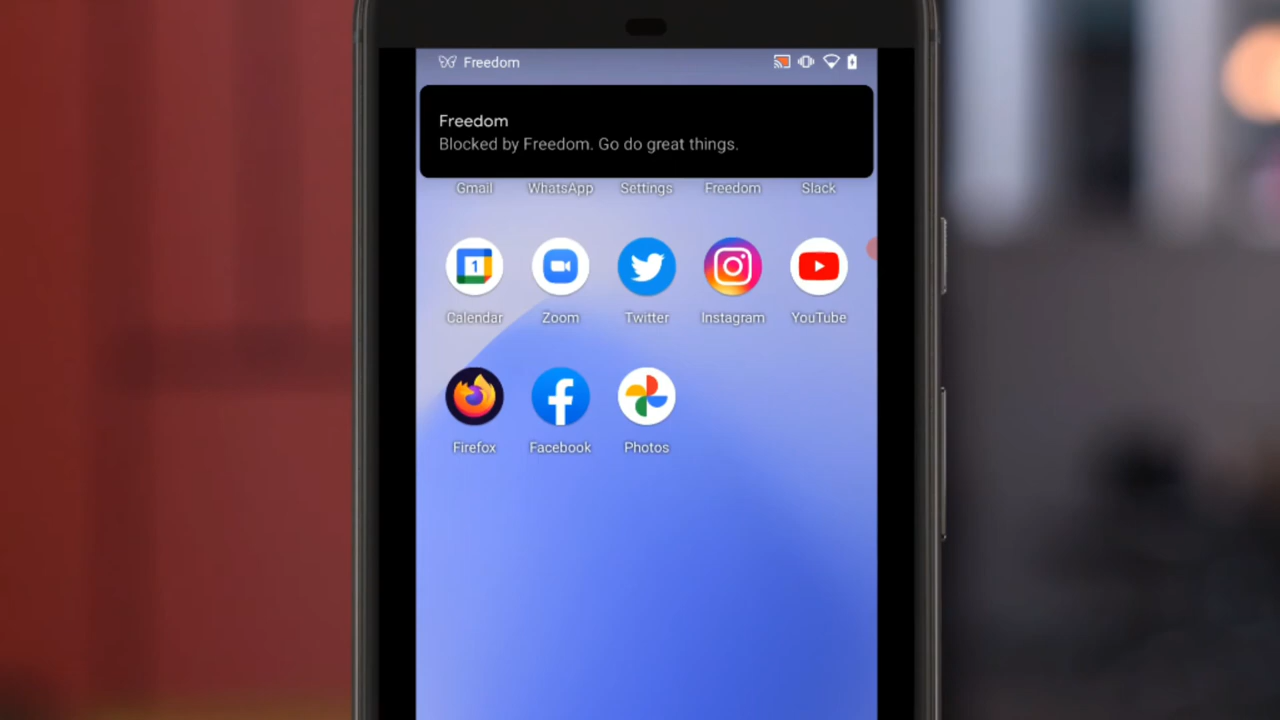 Freedom
Freedom
Blocked by Freedom. Go do great things.
Gmail WhatsApp Settings Freedom Slack
1
Calendar Zoom Twitter Instagram YouTube
Firefox Facebook Photos